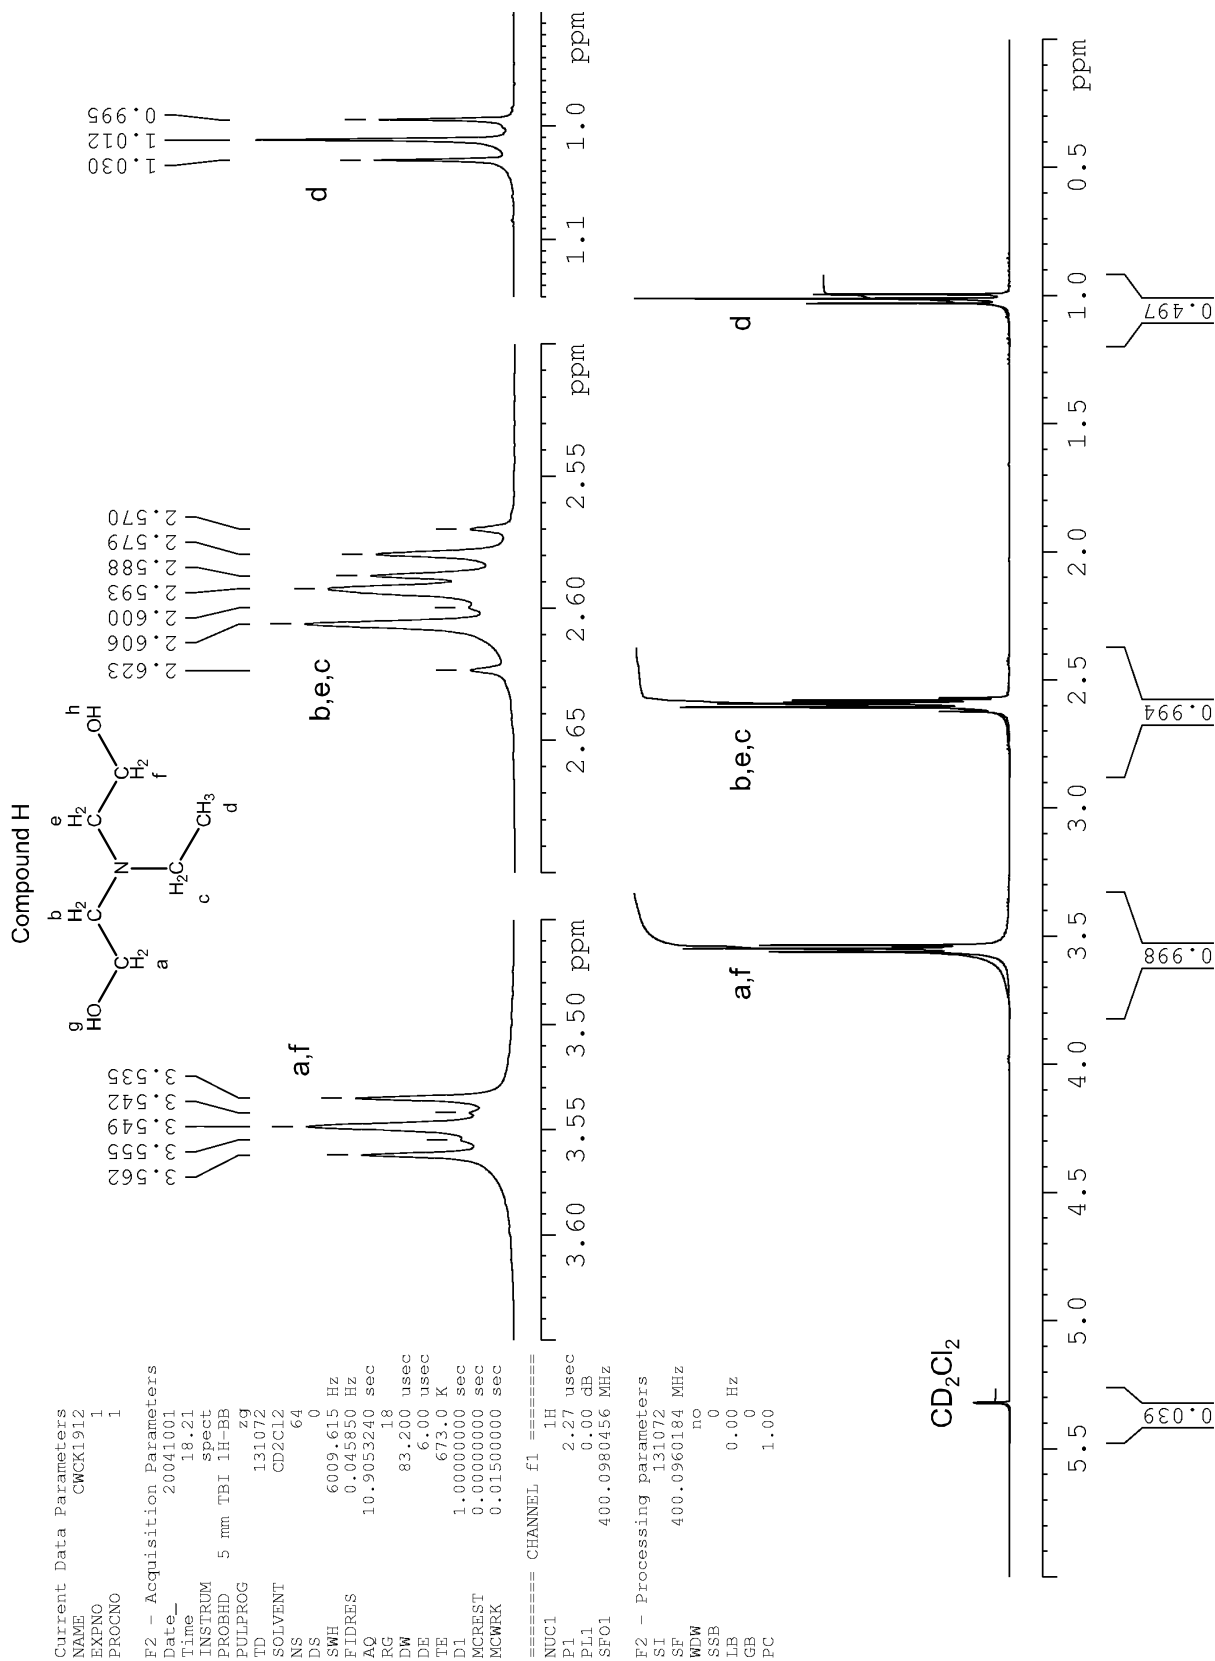 Compound H
g
HO
a
CH2
b
H2
C
N
H2C
c
CH3
d
e
H2
C
CH2
f
OH
h
Current Data Parameters
NAME CWCK1912
EXPNO 1
PROCNO 1
F2 - Acquisition Parameters
Date_ 20041001
Time 18.21
INSTRUM spect
PROBHD 5 mm TBI 1H-BB
PULPROG zg
TD 131072
SOLVENT CD2Cl2
NS 64
DS 0
SWH 6009.615 Hz
FIDRES 0.045850 Hz
AQ 10.9053240 sec
RG 18
DW 83.200 usec
DE 6.00 usec
TE 673.0 K
D1 1.00000000 sec
MCREST 0.00000000 sec
MCWRK 0.01500000 sec
======== CHANNEL f1 ========
NUC1 1H
P1 2.27 usec
PL1 0.00 dB
SFO1 400.0980456 MHz
F2 - Processing parameters
SI 131072
SF 400.0960184 MHz
WDW no
SSB 0
LB 0.00 Hz
GB 0
PC 1.00
3.562
3.555
3.549
3.542
3.535
a,f
3.60 3.55 3.50 ppm
2.623
2.606
2.600
2.593
2.588
2.579
2.570
b,e,c
2.65 2.60 2.55 ppm
1.030
1.012
0.995
d
1.1 1.0 ppm
CD2Cl2
a,f
b,e,c
d
5.5 5.0 4.5 4.0 3.5 3.0 2.5 2.0 1.5 1.0 0.5 ppm
0.039
0.998
0.994
0.497